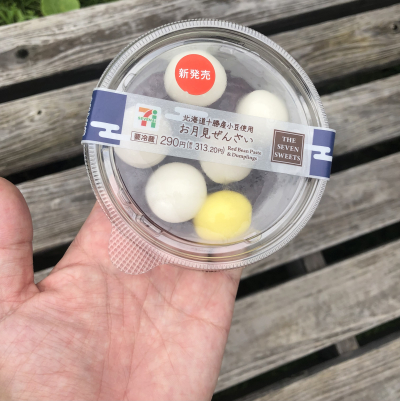 新発売
北海道十勝産小豆使用
お月見ぜんざい
要冷蔵 290円(税込313.20円)
Red Bean Paste
& Dumplings
THE
SEVEN
SWEETS